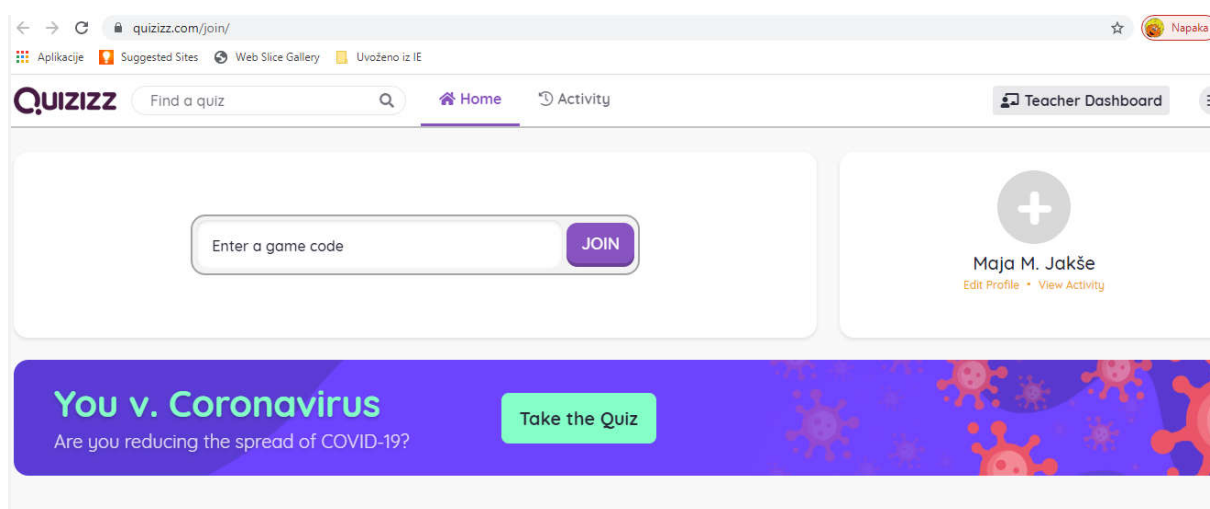 quizizz.com/join/
Napaka
Aplikacije Suggested Sites Web Slice Gallery Uvoženo iz IE
QUIZIZZ Find a quiz Home Activity Teacher Dashboard
Enter a game code JOIN
Maja M. Jakše
Edit Profile • View Activity
You v. Coronavirus
Are you reducing the spread of COVID-19?
Take the Quiz